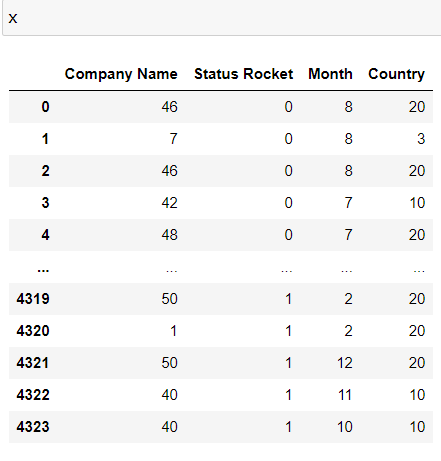 x
Company Name Status Rocket Month Country
0 46 0 8 20
1 7 0 8 3
2 46 0 8 20
3 42 0 7 10
4 48 0 7 20
... ... ... ... ...
4319 50 1 2 20
4320 1 1 2 20
4321 50 1 12 20
4322 40 1 11 10
4323 40 1 10 10